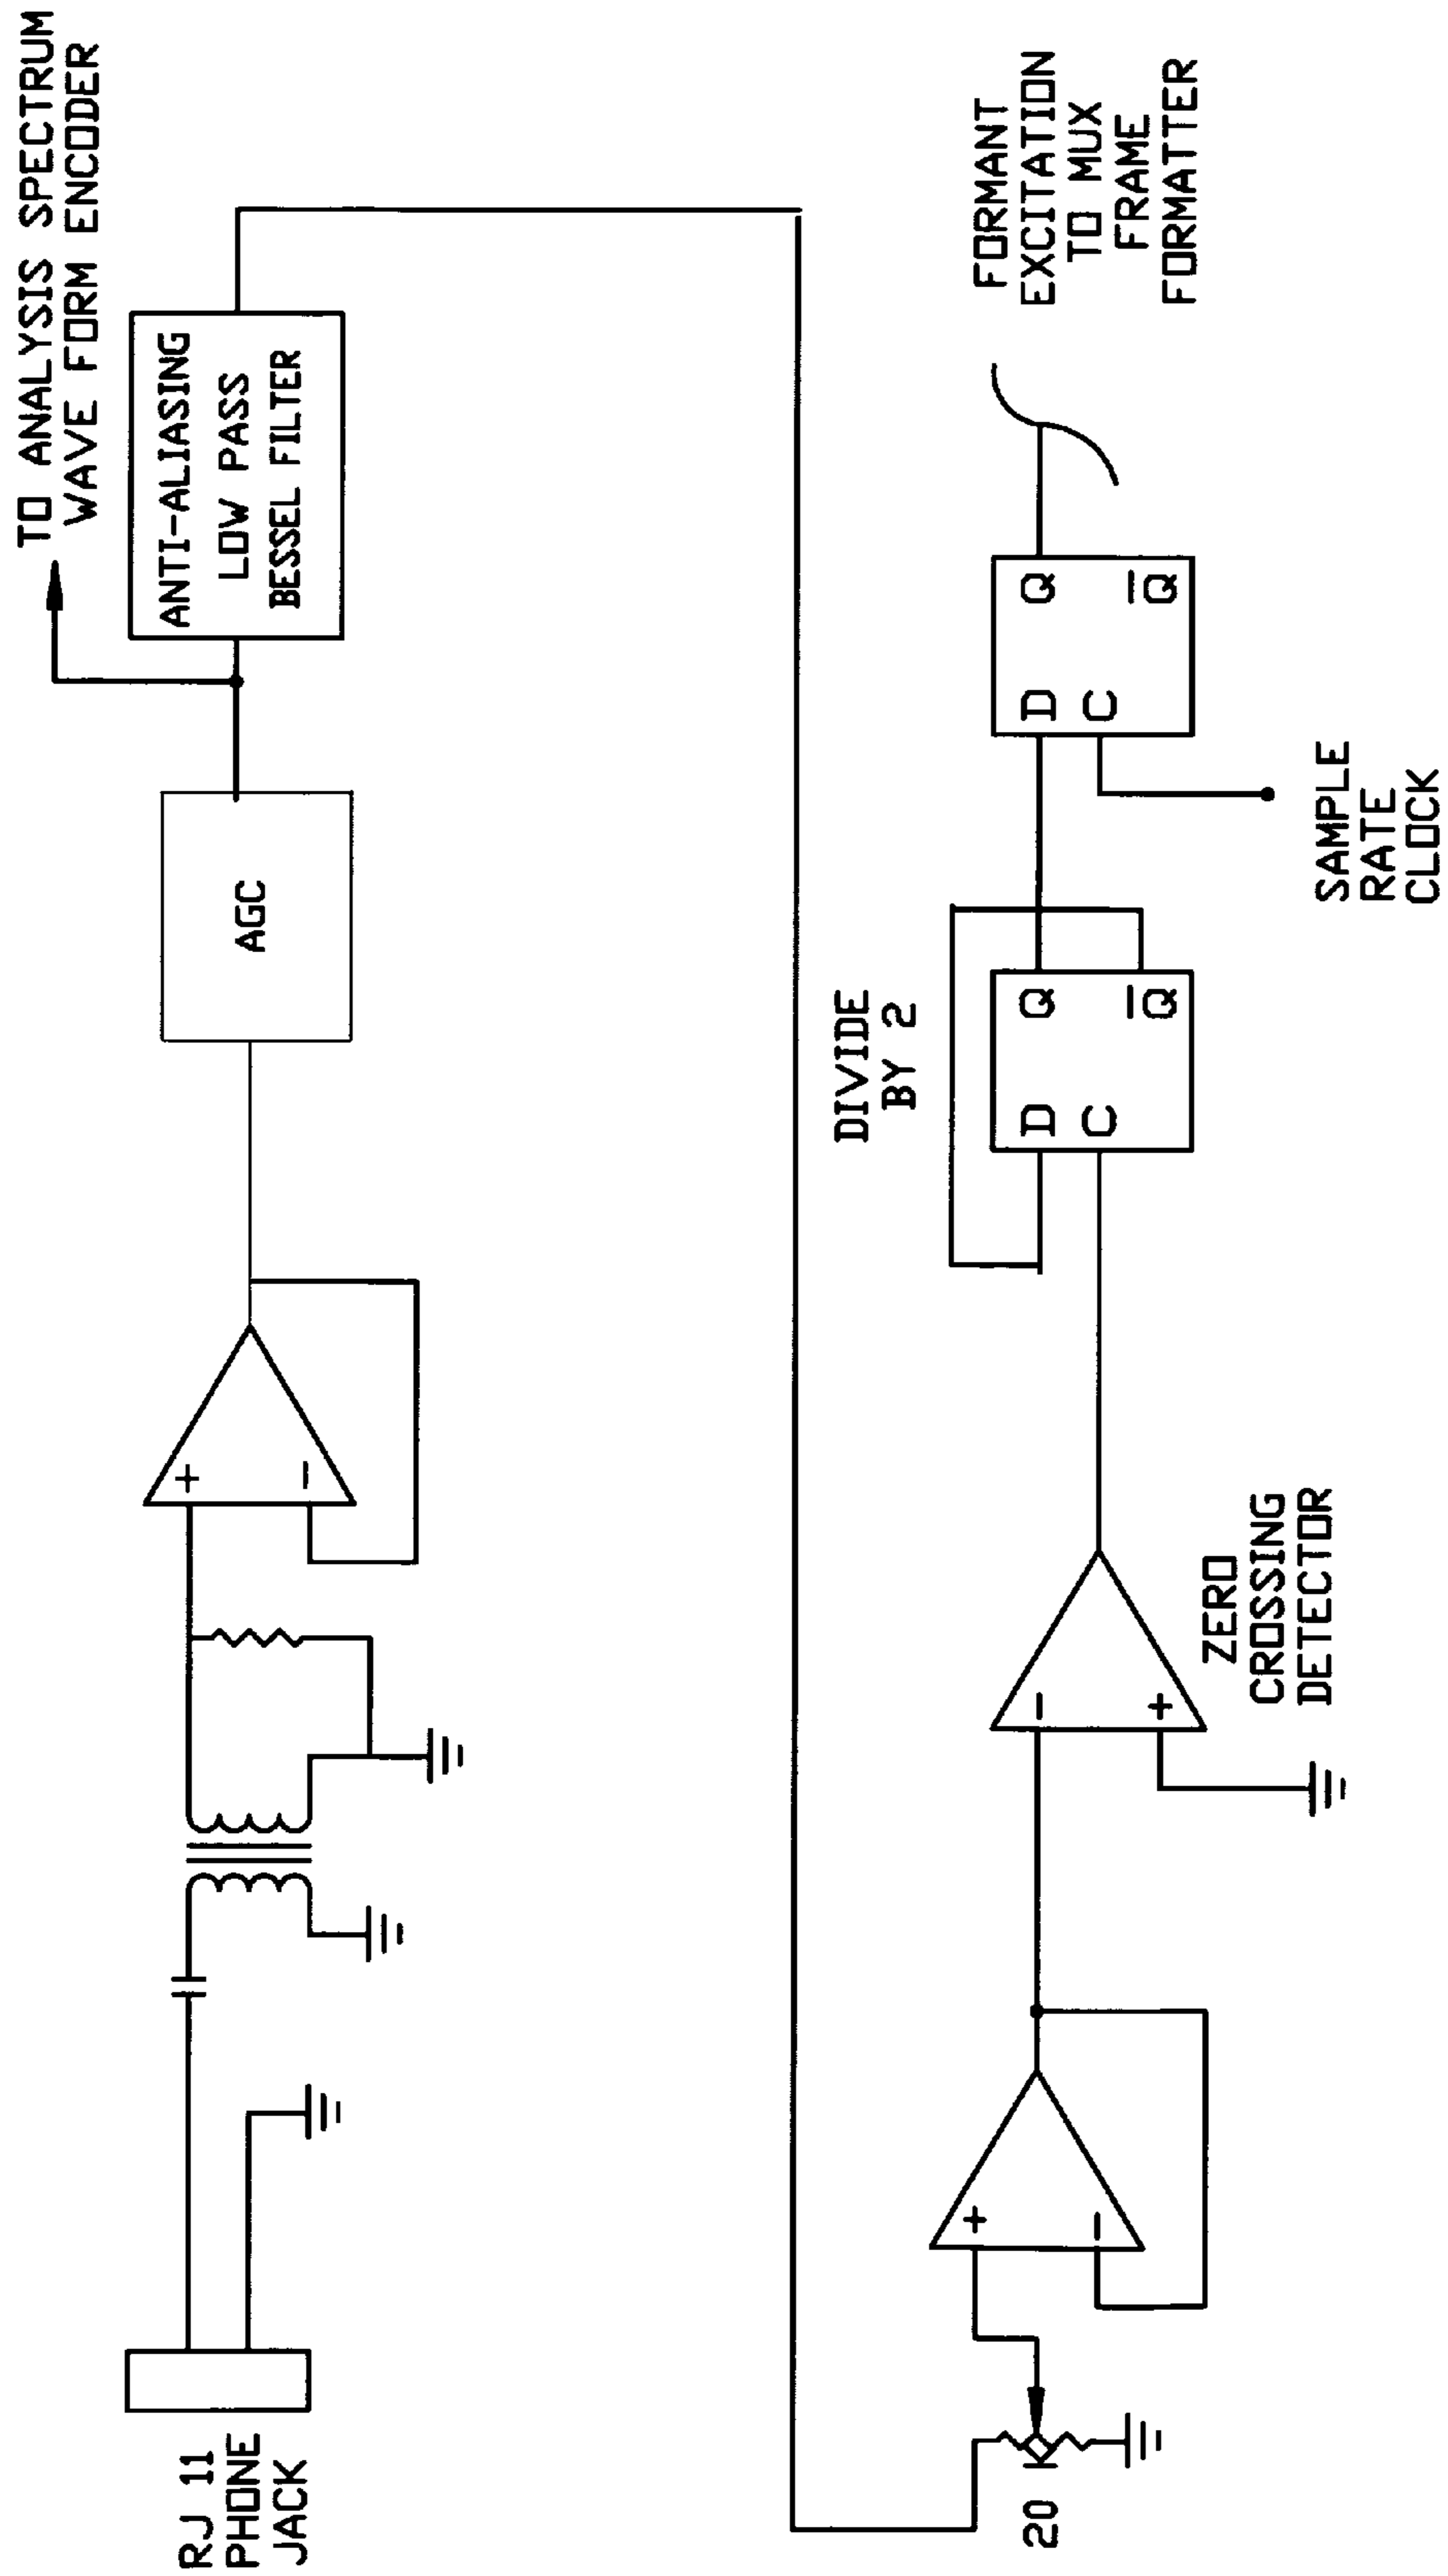 RJ 11
PHONE
JACK
+
−
AGC
TO ANALYSIS SPECTRUM
WAVE FORM ENCODER
ANTI-ALIASING
LOW PASS
BESSEL FILTER
20 K
+
−
−
+
ZERO
CROSSING
DETECTOR
DIVIDE
BY 2
D
Q
C
Q̅
D
Q
C
Q̅
SAMPLE
RATE
CLOCK
FORMANT
EXCITATION
TO MUX
FRAME
FORMATTER